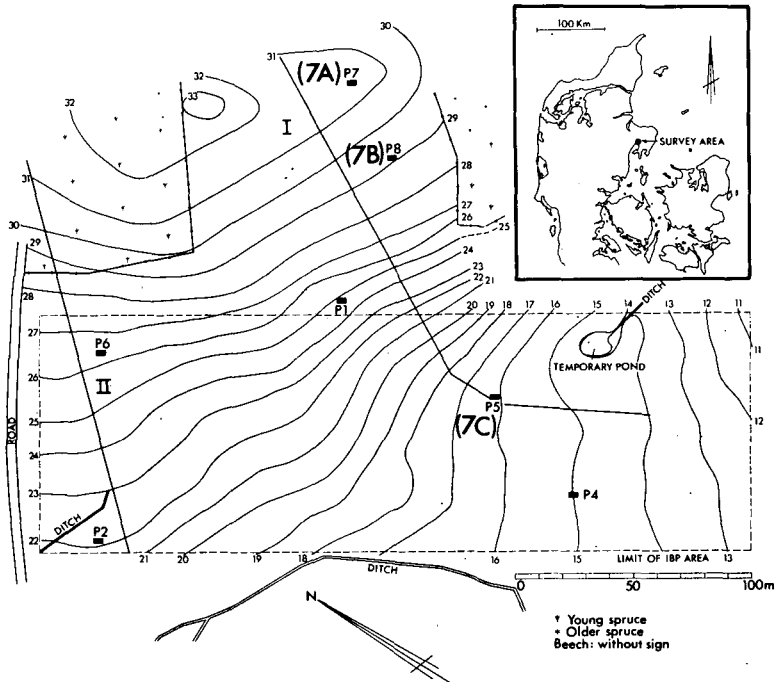 100 Km
SURVEY AREA
30
31
(7A) P7
32
32
33
I
(7B) P8
29
28
31
27
26
25
30
24
29
23
22
21
28
P1
20 19 18 17 16 15 14 13 12 11
DITCH
27
P6
TEMPORARY POND
11
26
II
P5
12
25
(7C)
ROAD
24
23
P4
DITCH
22
P2
21 20 19 18 16 15 13
LIMIT OF IBP AREA
DITCH
0 50 100m
N
Young spruce
Older spruce
Beech: without sign